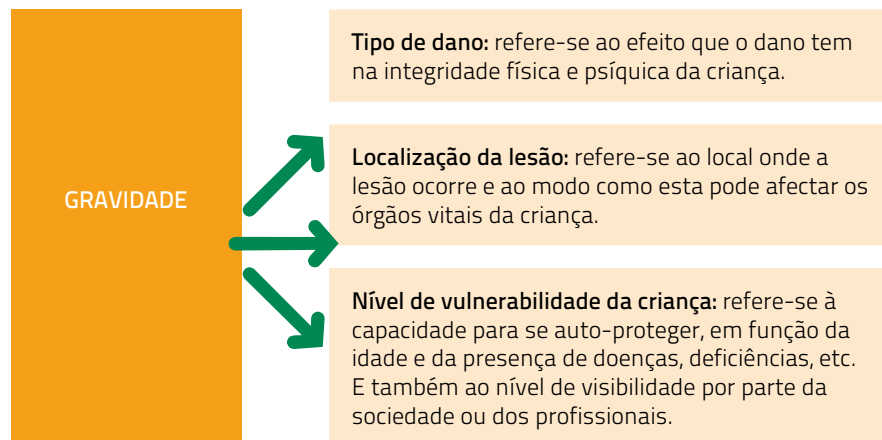 GRAVIDADE
Tipo de dano: refere-se ao efeito que o dano tem
na integridade física e psíquica da criança.
Localização da lesão: refere-se ao local onde a
lesão ocorre e ao modo como esta pode afectar os
órgãos vitais da criança.
Nível de vulnerabilidade da criança: refere-se à
capacidade para se auto-proteger, em função da
idade e da presença de doenças, deficiências, etc.
E também ao nível de visibilidade por parte da
sociedade ou dos profissionais.